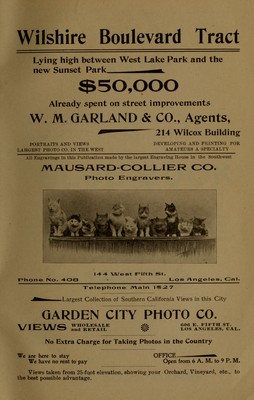 Wilshire Boulevard Tract
Lying high between West Lake Park and the
new Sunset Park
$50,000
Already spent on street improvements
W. M. GARLAND & CO., Agents,
214 Wilcox Building
PORTRAITS AND VIEWS
LARGEST PHOTO CO. IN THE WEST
DEVELOPING AND PRINTING FOR
AMATEURS A SPECIALTY
All Engravings in this Publication made by the largest Engraving House in the Southwest
MAUSARD-COLLIER CO.
Photo Engravers.
144 West Fifth St.
Phone No. 408
Los Angeles, Cal.
Telephone Main 1527
Largest Collection of Southern California Views in this City
GARDEN CITY PHOTO CO.
VIEWS WHOLESALE and RETAIL
R. FIFTH ST.
LOS ANGELES, CAL.
No Extra Charge for Taking Photos in the Country
We are here to stay
We have no rent to pay
OFFICE
Open from 6 A. M. to 9 P. M.
Views taken from 25-foot elevation, showing your Orchard, Vineyard, etc., to
the best possible advantage.